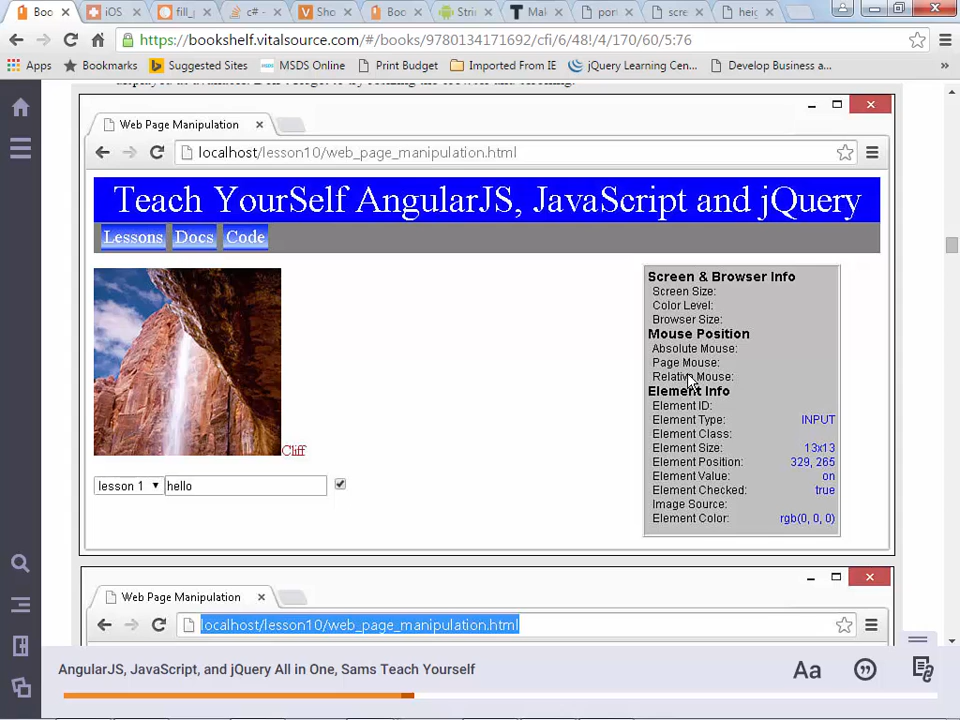 Boo
iOS
fill_
c# -
Sho
Boo
Strin
Mak
port
scre
heig
https://bookshelf.vitalsource.com/#/books/9780134171692/cfi/6/48!/4/170/60/5:76
Apps Bookmarks Suggested Sites MSDS Online Print Budget Imported From IE jQuery Learning Cen... Develop Business a... »
Web Page Manipulation
localhost/lesson10/web_page_manipulation.html
Teach YourSelf AngularJS, JavaScript and jQuery
Lessons Docs Code
Screen & Browser Info
Screen Size:
Color Level:
Browser Size:
Mouse Position
Absolute Mouse:
Page Mouse:
Relative Mouse:
Element Info
Element ID:
Element Type: INPUT
Element Class:
Element Size: 13x13
Element Position: 329, 265
Element Value: on
Element Checked: true
Image Source:
Element Color: rgb(0, 0, 0)
Cliff
lesson 1 hello
Web Page Manipulation
localhost/lesson10/web_page_manipulation.html
AngularJS, JavaScript, and jQuery All in One, Sams Teach Yourself
Aa